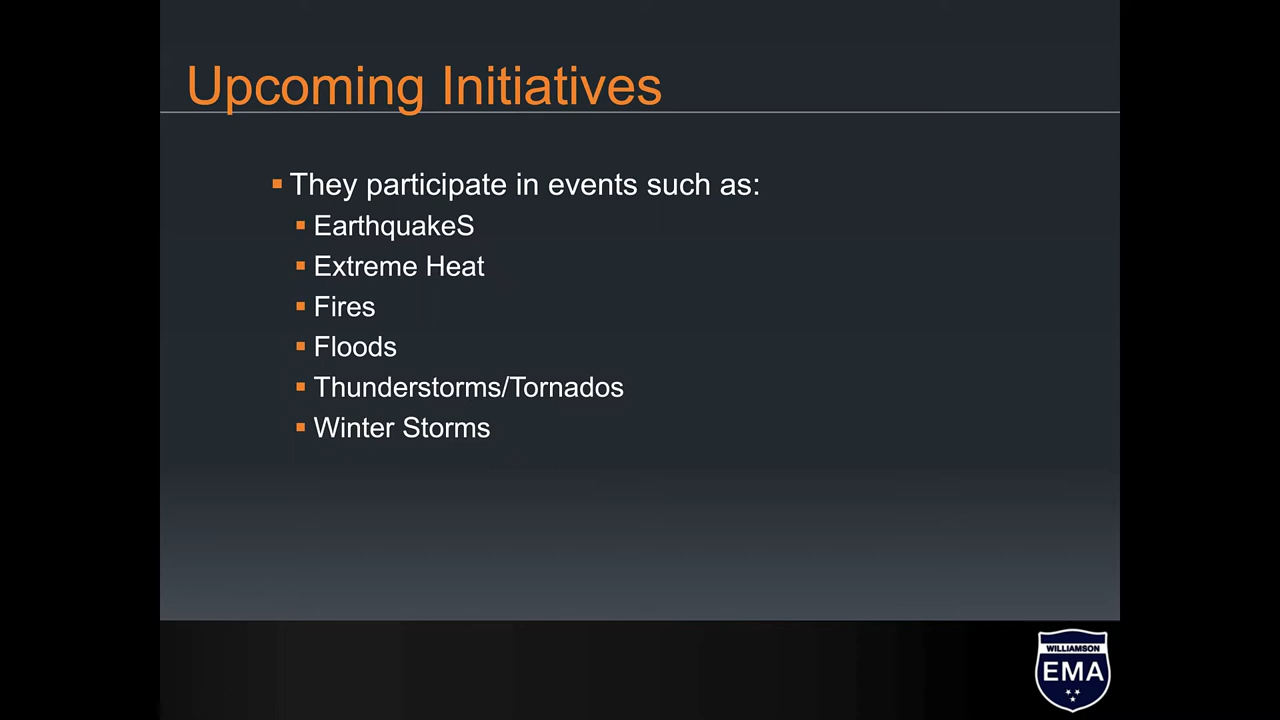 Upcoming Initiatives
They participate in events such as:
EarthquakeS
Extreme Heat
Fires
Floods
Thunderstorms/Tornados
Winter Storms
WILLIAMSON
EMA